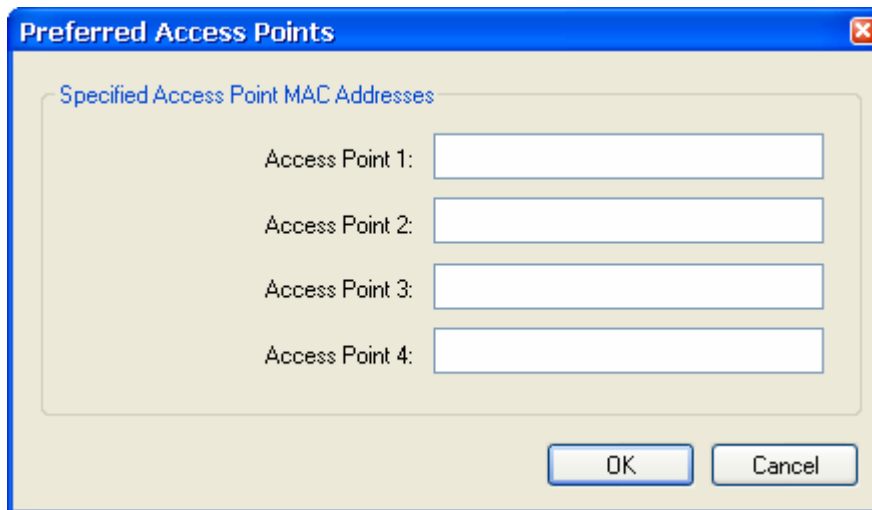 Preferred Access Points
Specified Access Point MAC Addresses
Access Point 1:
Access Point 2:
Access Point 3:
Access Point 4:
OK Cancel